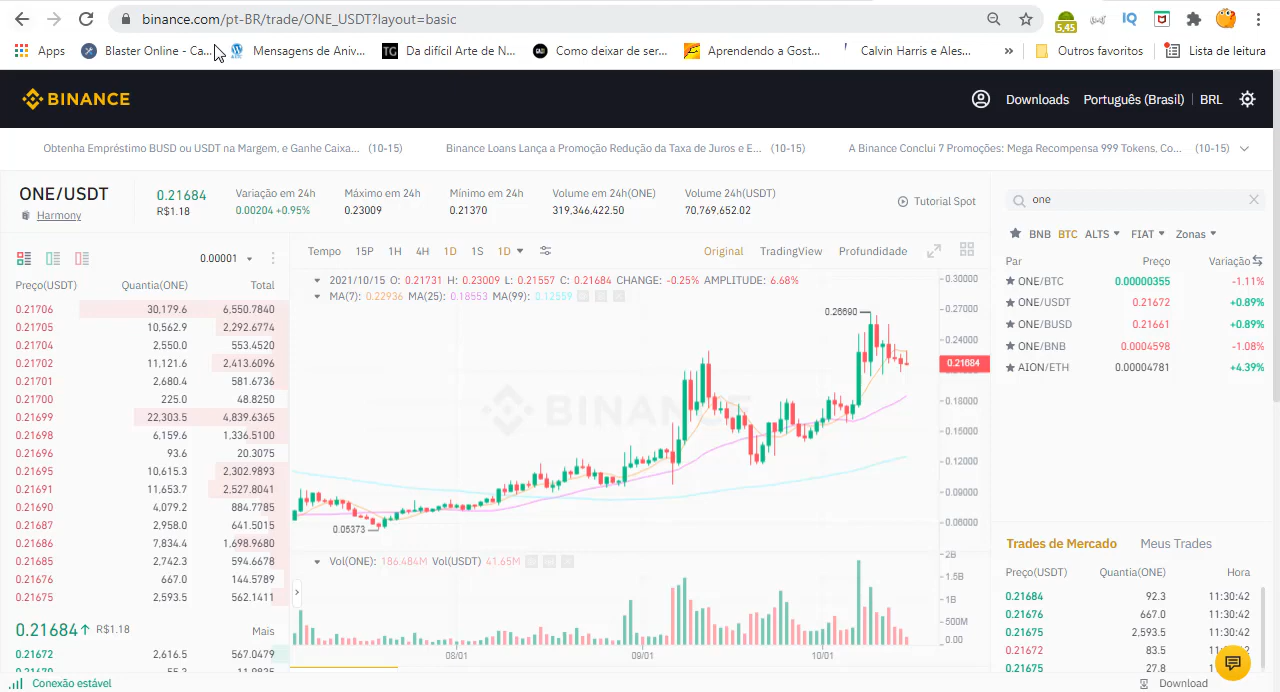 binance.com/pt-BR/trade/ONE_USDT?layout=basic
5,45
IQ
Apps
Blaster Online - Ca...
Mensagens de Aniv...
TG
Da difícil Arte de N...
Como deixar de ser...
Aprendendo a Gost...
Calvin Harris e Ales...
»
Outros favoritos
Lista de leitura
BINANCE
Downloads
Português (Brasil)
BRL
Obtenha Empréstimo BUSD ou USDT na Margem, e Ganhe Caixa... (10-15)
Binance Loans Lança a Promoção Redução da Taxa de Juros e E... (10-15)
A Binance Conclui 7 Promoções: Mega Recompensa 999 Tokens, Co... (10-15)
ONE/USDT
Harmony
0.21684
R$1.18
Variação em 24h
0.00204 +0.95%
Máximo em 24h
0.23009
Mínimo em 24h
0.21370
Volume em 24h(ONE)
319,346,422.50
Volume 24h(USDT)
70,769,652.02
Tutorial Spot
0.00001
Preço(USDT) Quantia(ONE) Total
0.21706 30,179.6 6,550.7840
0.21705 10,562.9 2,292.6774
0.21704 2,550.0 553.4520
0.21702 11,121.6 2,413.6096
0.21701 2,680.4 581.6736
0.21700 225.0 48.8250
0.21699 22,303.5 4,839.6365
0.21698 6,159.6 1,336.5100
0.21696 93.6 20.3075
0.21695 10,615.3 2,302.9893
0.21691 11,653.7 2,527.8041
0.21690 4,079.2 884.7785
0.21687 2,958.0 641.5015
0.21686 7,834.4 1,698.9680
0.21685 2,742.3 594.6678
0.21676 667.0 144.5789
0.21675 2,593.5 562.1411
0.21684 R$1.18 Mais
0.21672 2,616.5 567.0479
Tempo 15P 1H 4H 1D 1S 1D
Original TradingView Profundidade
2021/10/15 O: 0.21731 H: 0.23009 L: 0.21557 C: 0.21684 CHANGE: -0.25% AMPLITUDE: 6.68%
MA(7): 0.22936 MA(25): 0.18553 MA(99): 0.12559
BINANCE
0.26690
0.05373
0.30000
0.27000
0.24000
0.21684
0.18000
0.15000
0.12000
0.09000
0.06000
Vol(ONE): 186.484M Vol(USDT) 41.65M
2B
1.5B
1B
500M
0.00
08/01 09/01 10/01
one
BNB BTC ALTS FIAT Zonas
Par Preço Variação
ONE/BTC 0.00000355 -1.11%
ONE/USDT 0.21672 +0.89%
ONE/BUSD 0.21661 +0.89%
ONE/BNB 0.0004598 -1.08%
AION/ETH 0.00004781 +4.39%
Trades de Mercado Meus Trades
Preço(USDT) Quantia(ONE) Hora
0.21684 92.3 11:30:42
0.21676 667.0 11:30:42
0.21675 2,593.5 11:30:42
0.21672 83.5
0.21675 27.8
Conexão estável
Download